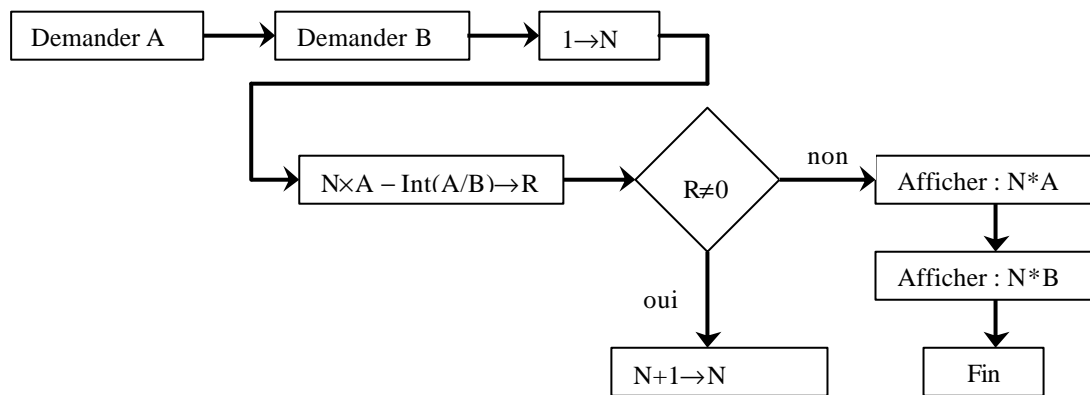 Demander A
Demander B
1→N
N×A – Int(A/B)→R
R≠0
non
Afficher : N*A
Afficher : N*B
oui
N+1→N
Fin